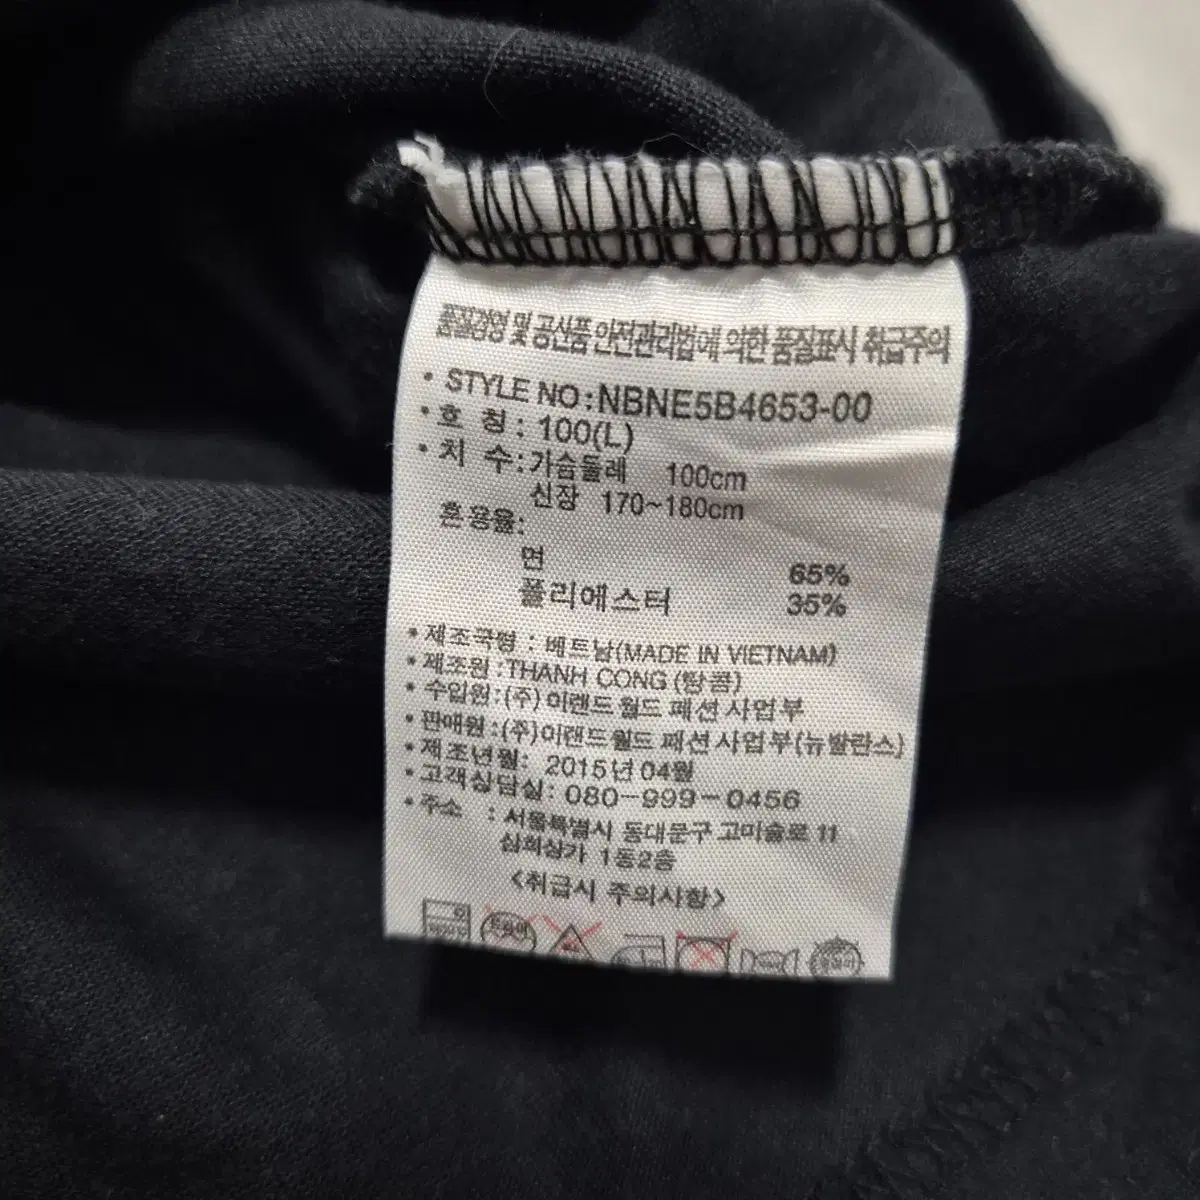 품질경영 및 공산품 안전관리법에 의한 품질표시 취급주의
• STYLE NO : NBNE5B4653-00
• 호 칭 : 100(L)
• 치 수 : 가슴둘레 100cm
신장 170~180cm
혼용율:
면 65%
폴리에스터 35%
• 제조국명 : 베트남(MADE IN VIETNAM)
• 제조원 : THANH CONG (탕콤)
• 수입원 : (주) 이랜드 월드 패션 사업부
• 판매원 : (주)이랜드 월드 패션 사업부(뉴발란스)
• 제조년월: 2015년 04월
• 고객상담실: 080-999-0456
• 주소 : 서울특별시 동대문구 고미술로 11
삼희상가 1동2층
<취급시 주의사항>